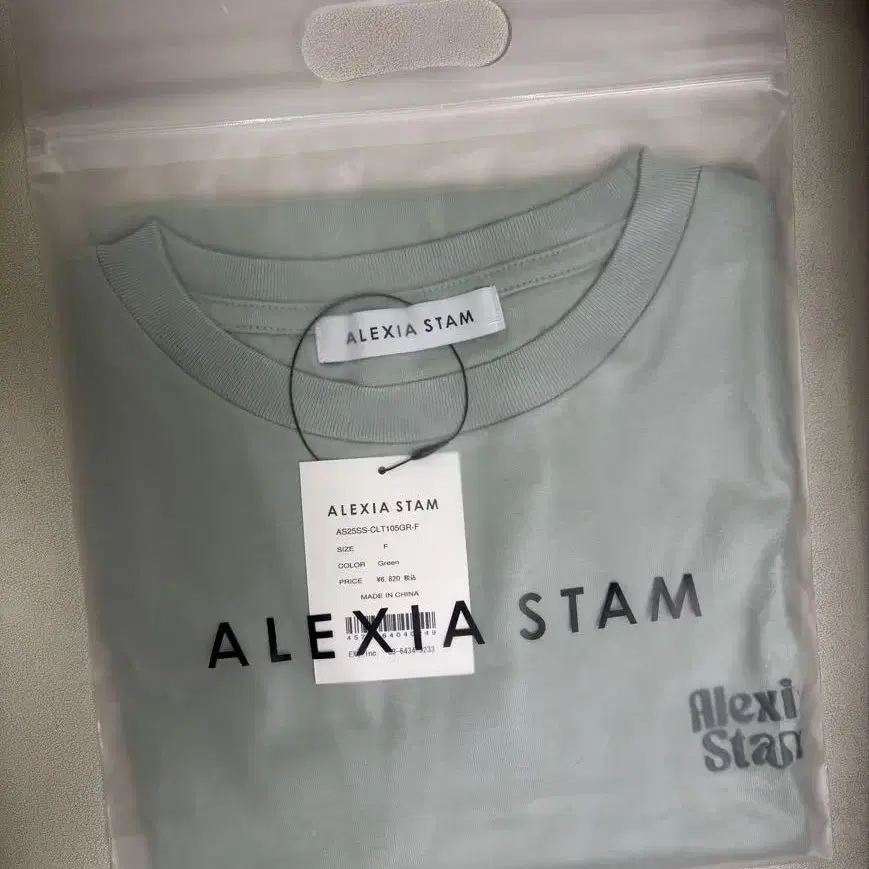 ALEXIA STAM
ALEXIA STAM
AS25SS-CLT105GR-F
SIZE F
COLOR Green
PRICE ¥6,820 税込
MADE IN CHINA
ALEXIA STAM
Alexia
Stam